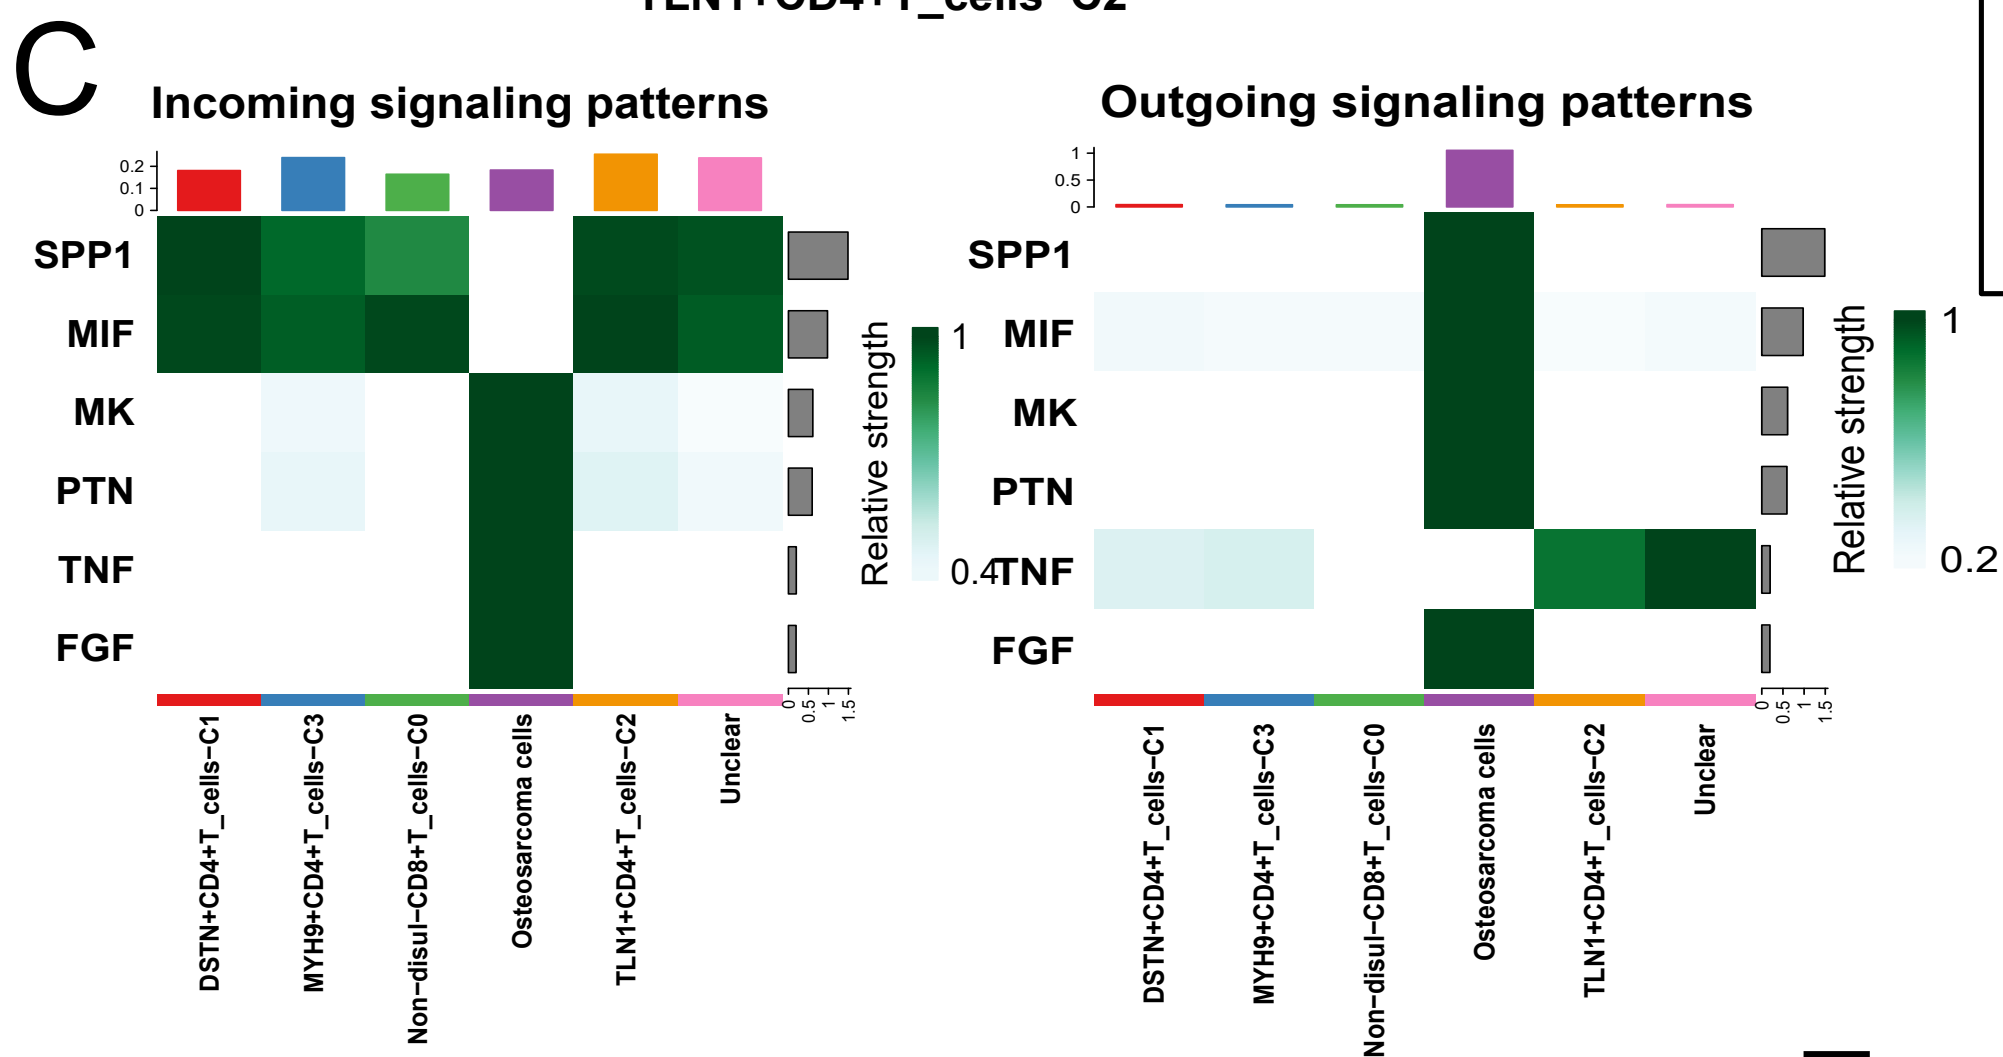 TLN1+CD4+T_cells−C2
C
Incoming signaling patterns
0.2
0.1
0
SPP1
MIF
MK
PTN
TNF
FGF
0
0.5
1
1.5
Relative strength
1
0.4
DSTN+CD4+T_cells−C1
MYH9+CD4+T_cells−C3
Non−disul−CD8+T_cells−C0
Osteosarcoma cells
TLN1+CD4+T_cells−C2
Unclear
Outgoing signaling patterns
1
0.5
0
SPP1
MIF
MK
PTN
TNF
FGF
0
0.5
1
1.5
Relative strength
1
0.2
DSTN+CD4+T_cells−C1
MYH9+CD4+T_cells−C3
Non−disul−CD8+T_cells−C0
Osteosarcoma cells
TLN1+CD4+T_cells−C2
Unclear